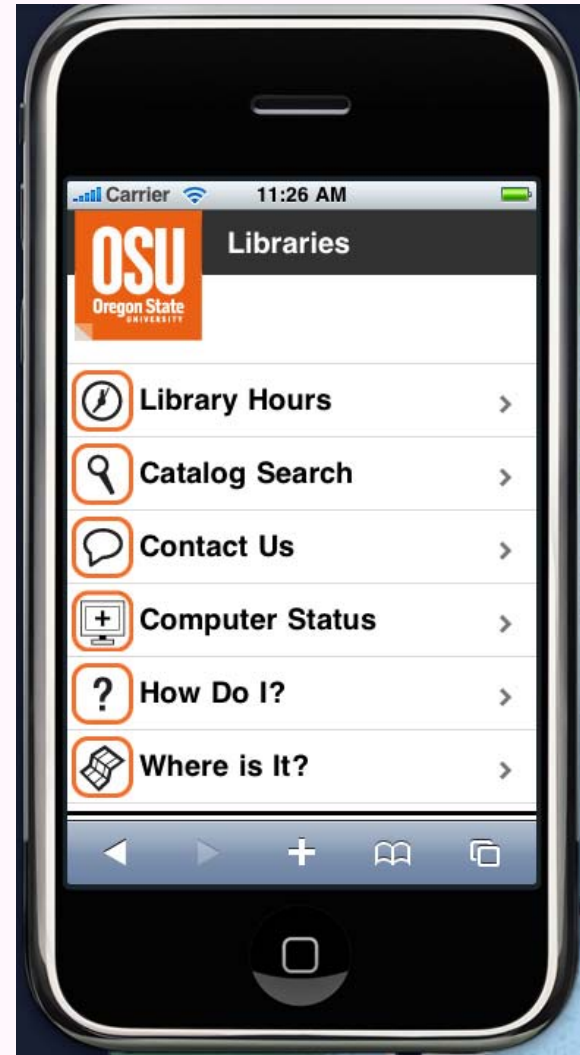 Carrier 11:26 AM
Libraries
OSU
Oregon State
UNIVERSITY
Library Hours
Catalog Search
Contact Us
Computer Status
? How Do I?
Where is It?